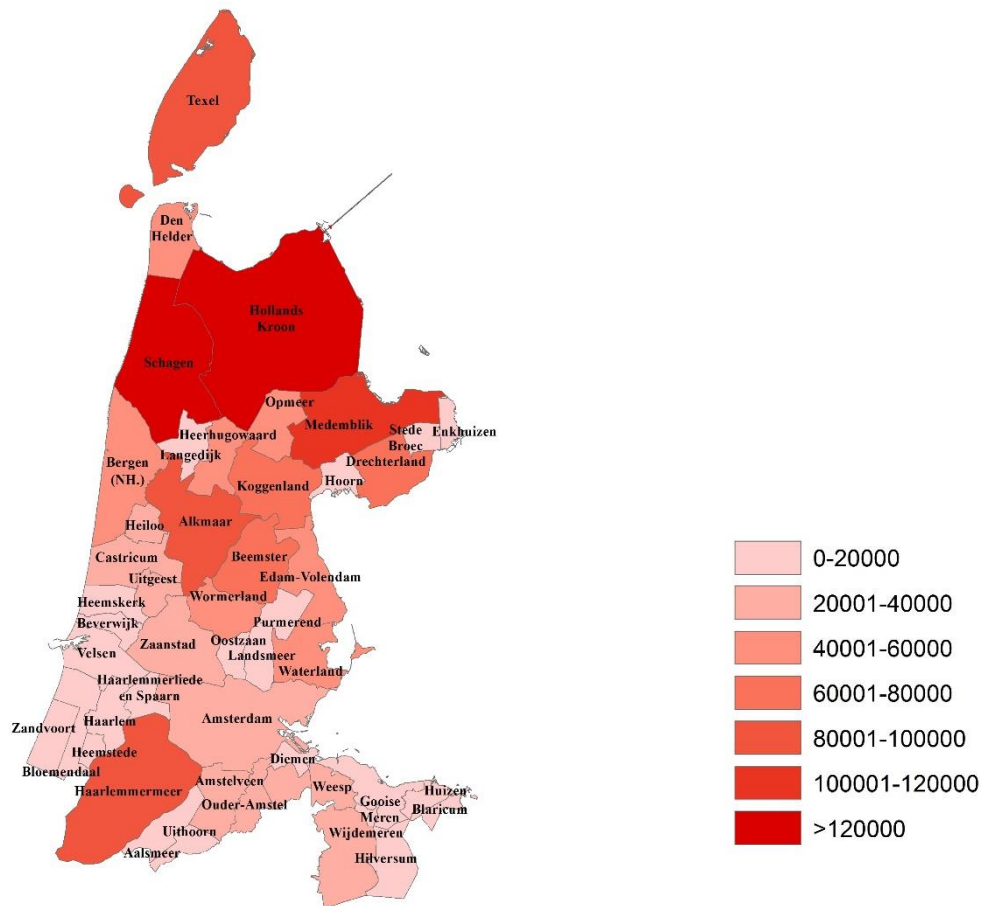 Texel
Den
Helder
Hollands
Kroon
Schagen
Opmeer
Medemblik
Heerhugowaard
Stede
Broec
Enkhuizen
Langedijk
Drechterland
Bergen
(NH.)
Hoorn
Koggenland
Alkmaar
Heiloo
Castricum
Beemster
Uitgeest
Edam-Volendam
Heemskerk
Wormerland
Beverwijk
Purmerend
Zaanstad
Oostzaan
Velsen
Landsmeer
Waterland
Haarlemmerliede
en Spaarn
Amsterdam
Zandvoort
Haarlem
Heemstede
Diemen
Bloemendaal
Haarlemmermeer
Amstelveen
Weesp
Huizen
Gooise
Meren
Blaricum
Ouder-Amstel
Uithoorn
Wijdemeren
Aalsmeer
Hilversum
0-20000
20001-40000
40001-60000
60001-80000
80001-100000
100001-120000
>120000